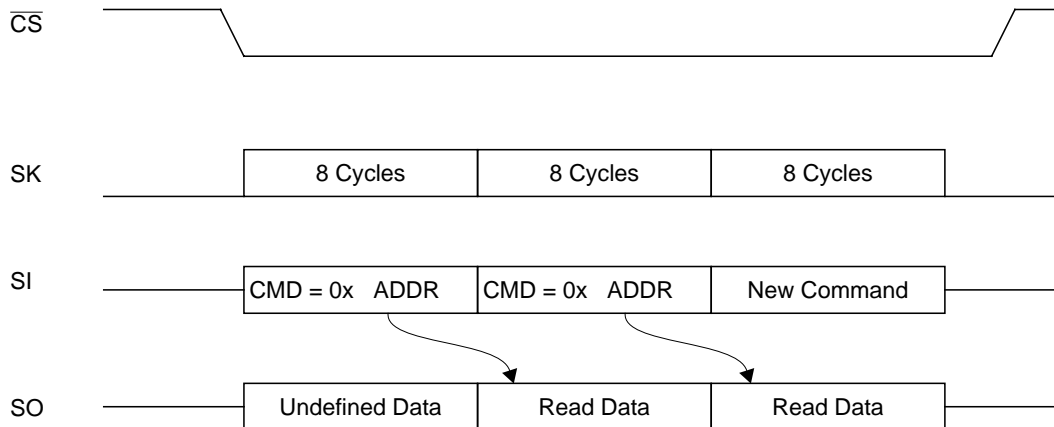 CS
SK 8 Cycles 8 Cycles 8 Cycles
SI CMD = 0x ADDR CMD = 0x ADDR New Command
SO Undefined Data Read Data Read Data